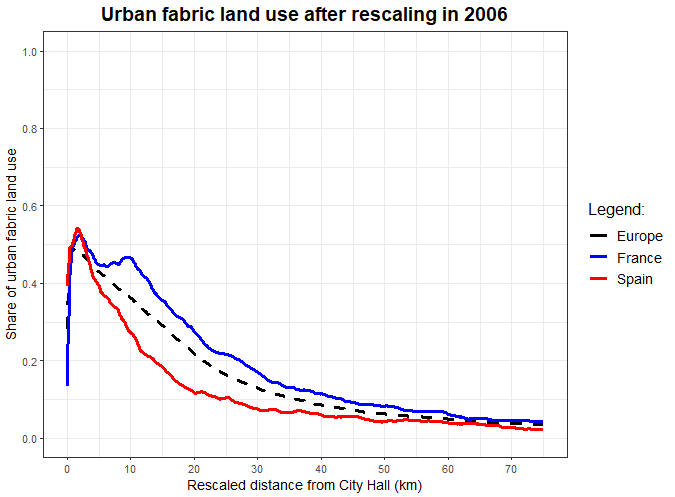 Urban fabric land use after rescaling in 2006
Share of urban fabric land use
1.0
0.8
0.6
0.4
0.2
0.0
0 10 20 30 40 50 60 70
Rescaled distance from City Hall (km)
Legend:
Europe
France
Spain